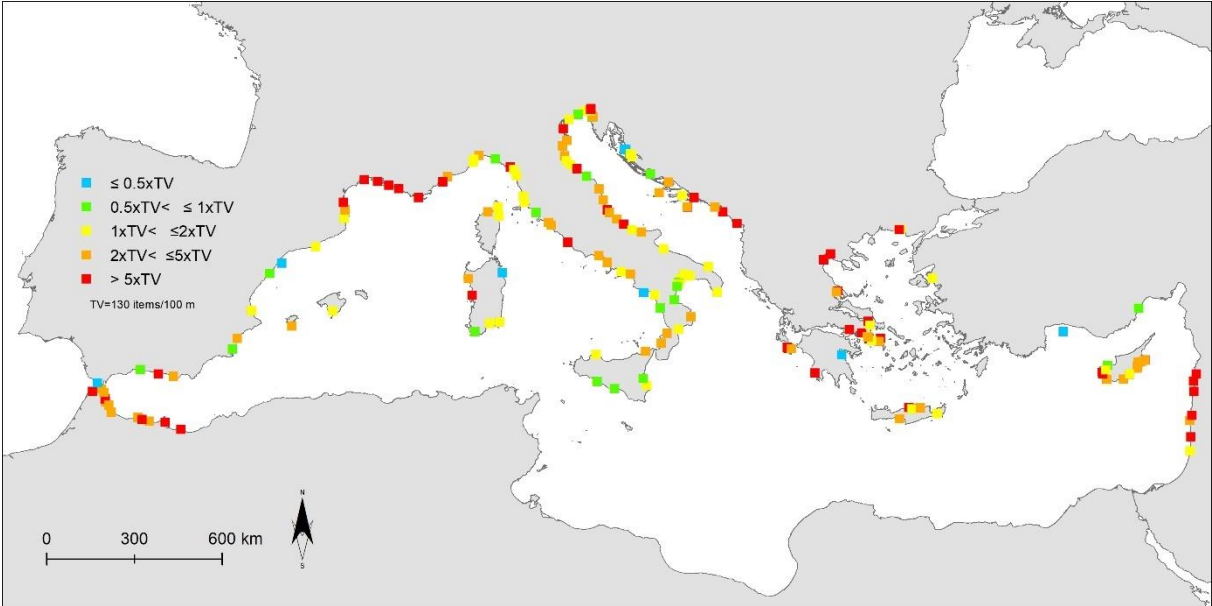 ≤ 0.5xTV
0.5xTV< ≤ 1xTV
1xTV< ≤2xTV
2xTV< ≤5xTV
> 5xTV
TV=130 items/100 m
N
S
0 300 600 km